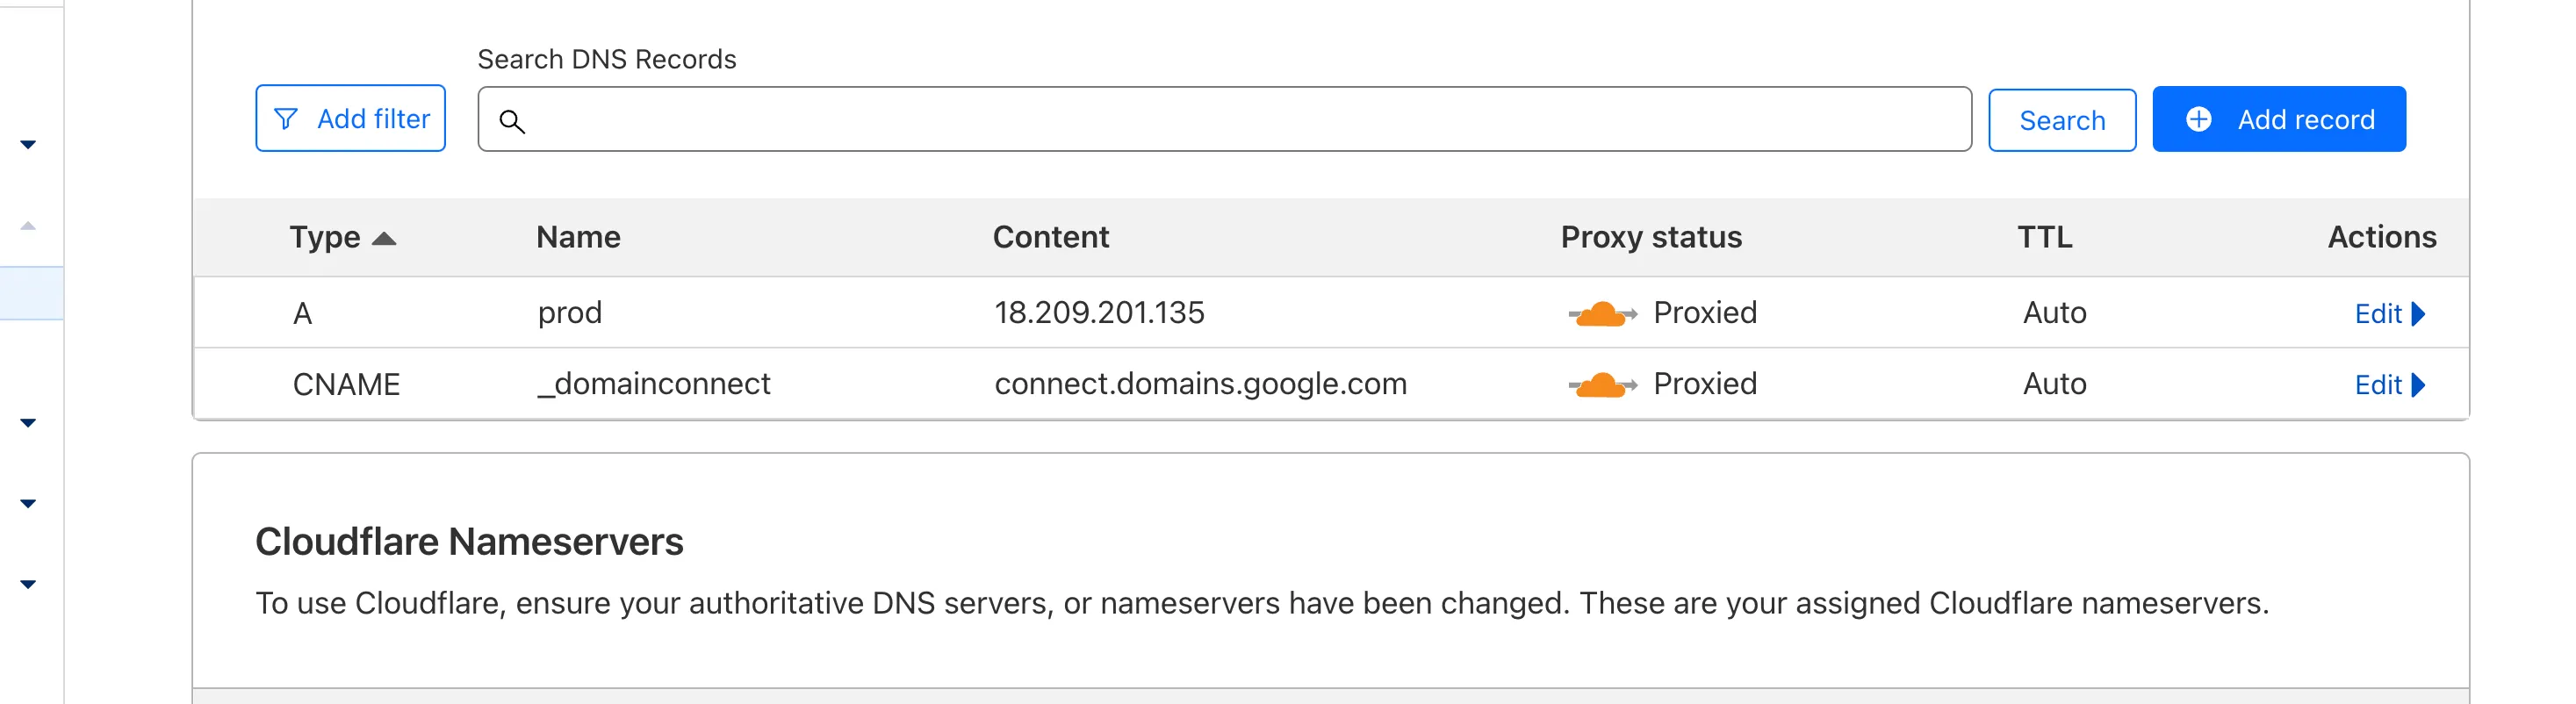 Search DNS Records
Add filter
Search
Add record
Type Name Content Proxy status TTL Actions
A prod 18.209.201.135 Proxied Auto Edit
CNAME _domainconnect connect.domains.google.com Proxied Auto Edit
Cloudflare Nameservers
To use Cloudflare, ensure your authoritative DNS servers, or nameservers have been changed. These are your assigned Cloudflare nameservers.